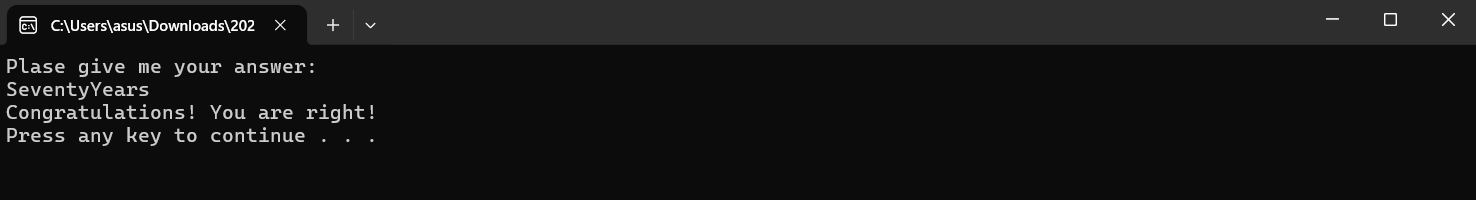 C:\Users\asus\Downloads\202
Plase give me your answer:
SeventyYears
Congratulations! You are right!
Press any key to continue . . .